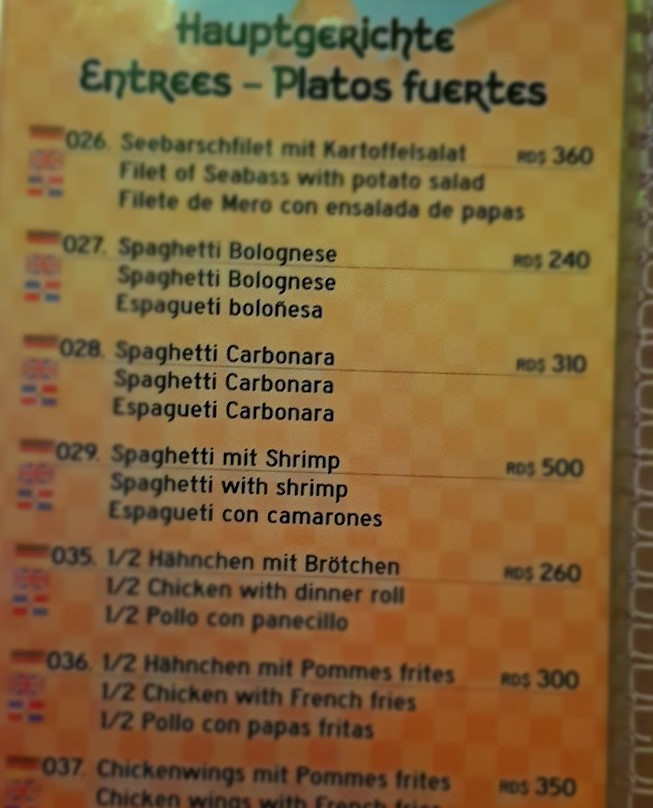 Hauptgerichte
Entrees – Platos fuertes
026. Seebarschfilet mit Kartoffelsalat RD$ 360
Filet of Seabass with potato salad
Filete de Mero con ensalada de papas
027. Spaghetti Bolognese RD$ 240
Spaghetti Bolognese
Espagueti boloñesa
028. Spaghetti Carbonara RD$ 310
Spaghetti Carbonara
Espagueti Carbonara
029. Spaghetti mit Shrimp RD$ 500
Spaghetti with shrimp
Espagueti con camarones
035. 1/2 Hähnchen mit Brötchen RD$ 260
1/2 Chicken with dinner roll
1/2 Pollo con panecillo
036. 1/2 Hähnchen mit Pommes frites RD$ 300
1/2 Chicken with French fries
1/2 Pollo con papas fritas
037. Chickenwings mit Pommes frites RD$ 350
Chicken wings with French fries